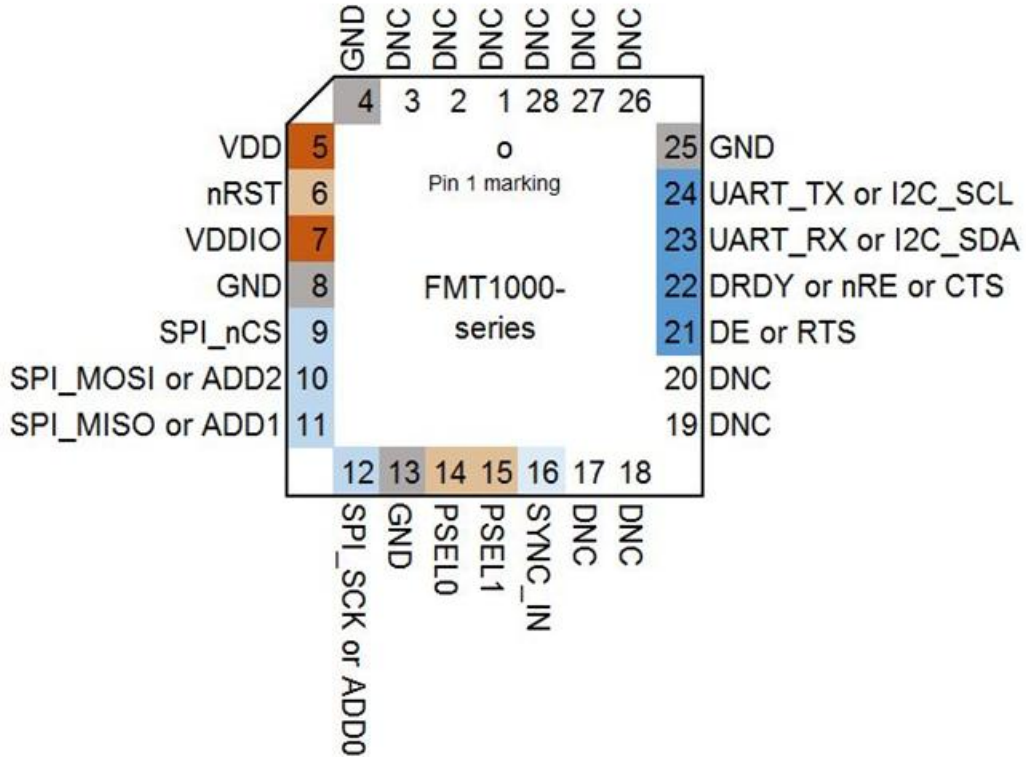 GND DNC DNC DNC DNC DNC DNC
4 3 2 1 28 27 26
VDD 5
o
25 GND
nRST 6
Pin 1 marking
24 UART_TX or I2C_SCL
VDDIO 7
23 UART_RX or I2C_SDA
GND 8
FMT1000-
22 DRDY or nRE or CTS
SPI_nCS 9
series
21 DE or RTS
SPI_MOSI or ADD2 10
20 DNC
SPI_MISO or ADD1 11
19 DNC
12 13 14 15 16 17 18
SPI_SCK or ADD0
GND
PSEL0
PSEL1
SYNC_IN
DNC
DNC